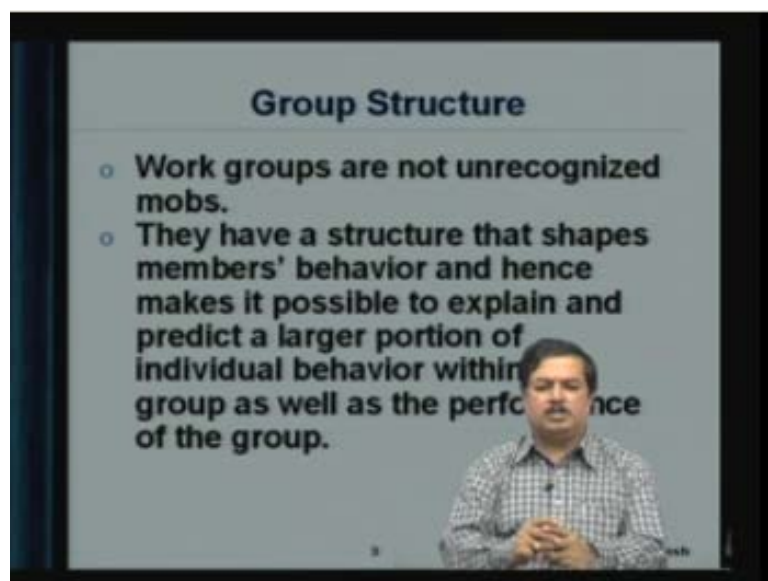 Group Structure
o Work groups are not unrecognized
mobs.
o They have a structure that shapes
members' behavior and hence
makes it possible to explain and
predict a larger portion of
individual behavior within
group as well as the
of the group.